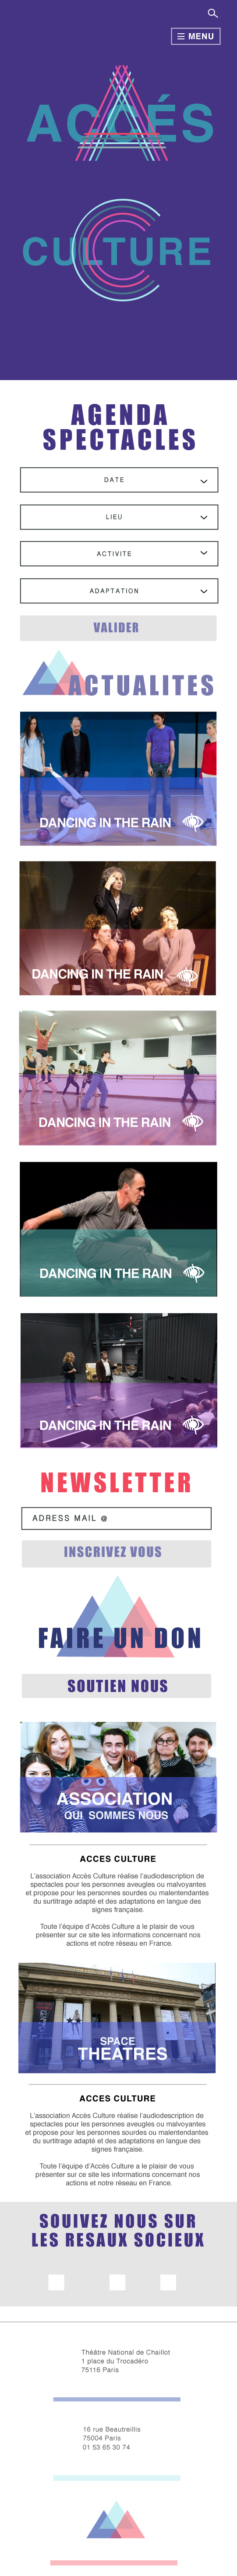 MENU
ACCÉS
CULTURE
AGENDA
SPECTACLES
DATE
LIEU
ACTIVITE
ADAPTATION
VALIDER
ACTUALITES
DANCING IN THE RAIN
DANCING IN THE RAIN
DANCING IN THE RAIN
DANCING IN THE RAIN
DANCING IN THE RAIN
NEWSLETTER
ADRESS MAIL @
INSCRIVEZ VOUS
FAIRE UN DON
SOUTIEN NOUS
ASSOCIATION
QUI SOMMES NOUS
ACCES CULTURE
L'association Accès Culture réalise l'audiodescription de
spectacles pour les personnes aveugles ou malvoyantes
et propose pour les personnes sourdes ou malentendantes
du surtitrage adapté et des adaptations en langue des
signes française.
Toute l'équipe d'Accès Culture a le plaisir de vous
présenter sur ce site les informations concernant nos
actions et notre réseau en France.
SPACE
THEATRES
ACCES CULTURE
L'association Accès Culture réalise l'audiodescription de
spectacles pour les personnes aveugles ou malvoyantes
et propose pour les personnes sourdes ou malentendantes
du surtitrage adapté et des adaptations en langue des
signes française.
Toute l'équipe d'Accès Culture a le plaisir de vous
présenter sur ce site les informations concernant nos
actions et notre réseau en France.
SOUIVEZ NOUS SUR
LES RESAUX SOCIEUX
Théâtre National de Chaillot
1 place du Trocadéro
75116 Paris
16 rue Beautreillis
75004 Paris
01 53 65 30 74